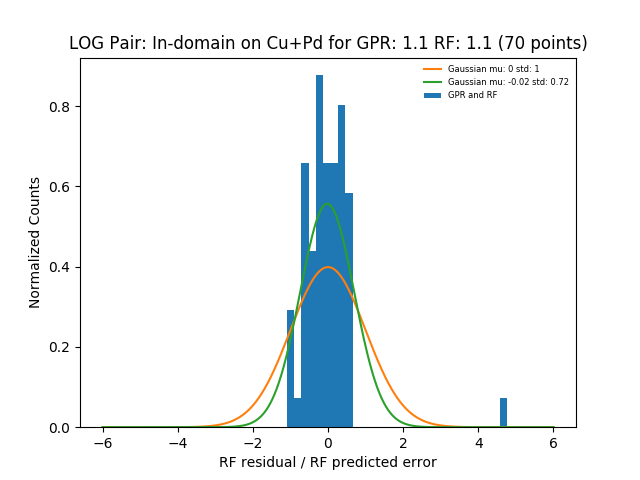 LOG Pair: In-domain on Cu+Pd for GPR: 1.1 RF: 1.1 (70 points)
Gaussian mu: 0 std: 1
Gaussian mu: -0.02 std: 0.72
GPR and RF
Normalized Counts
0.8
0.6
0.4
0.2
0.0
−6 −4 −2 0 2 4 6
RF residual / RF predicted error